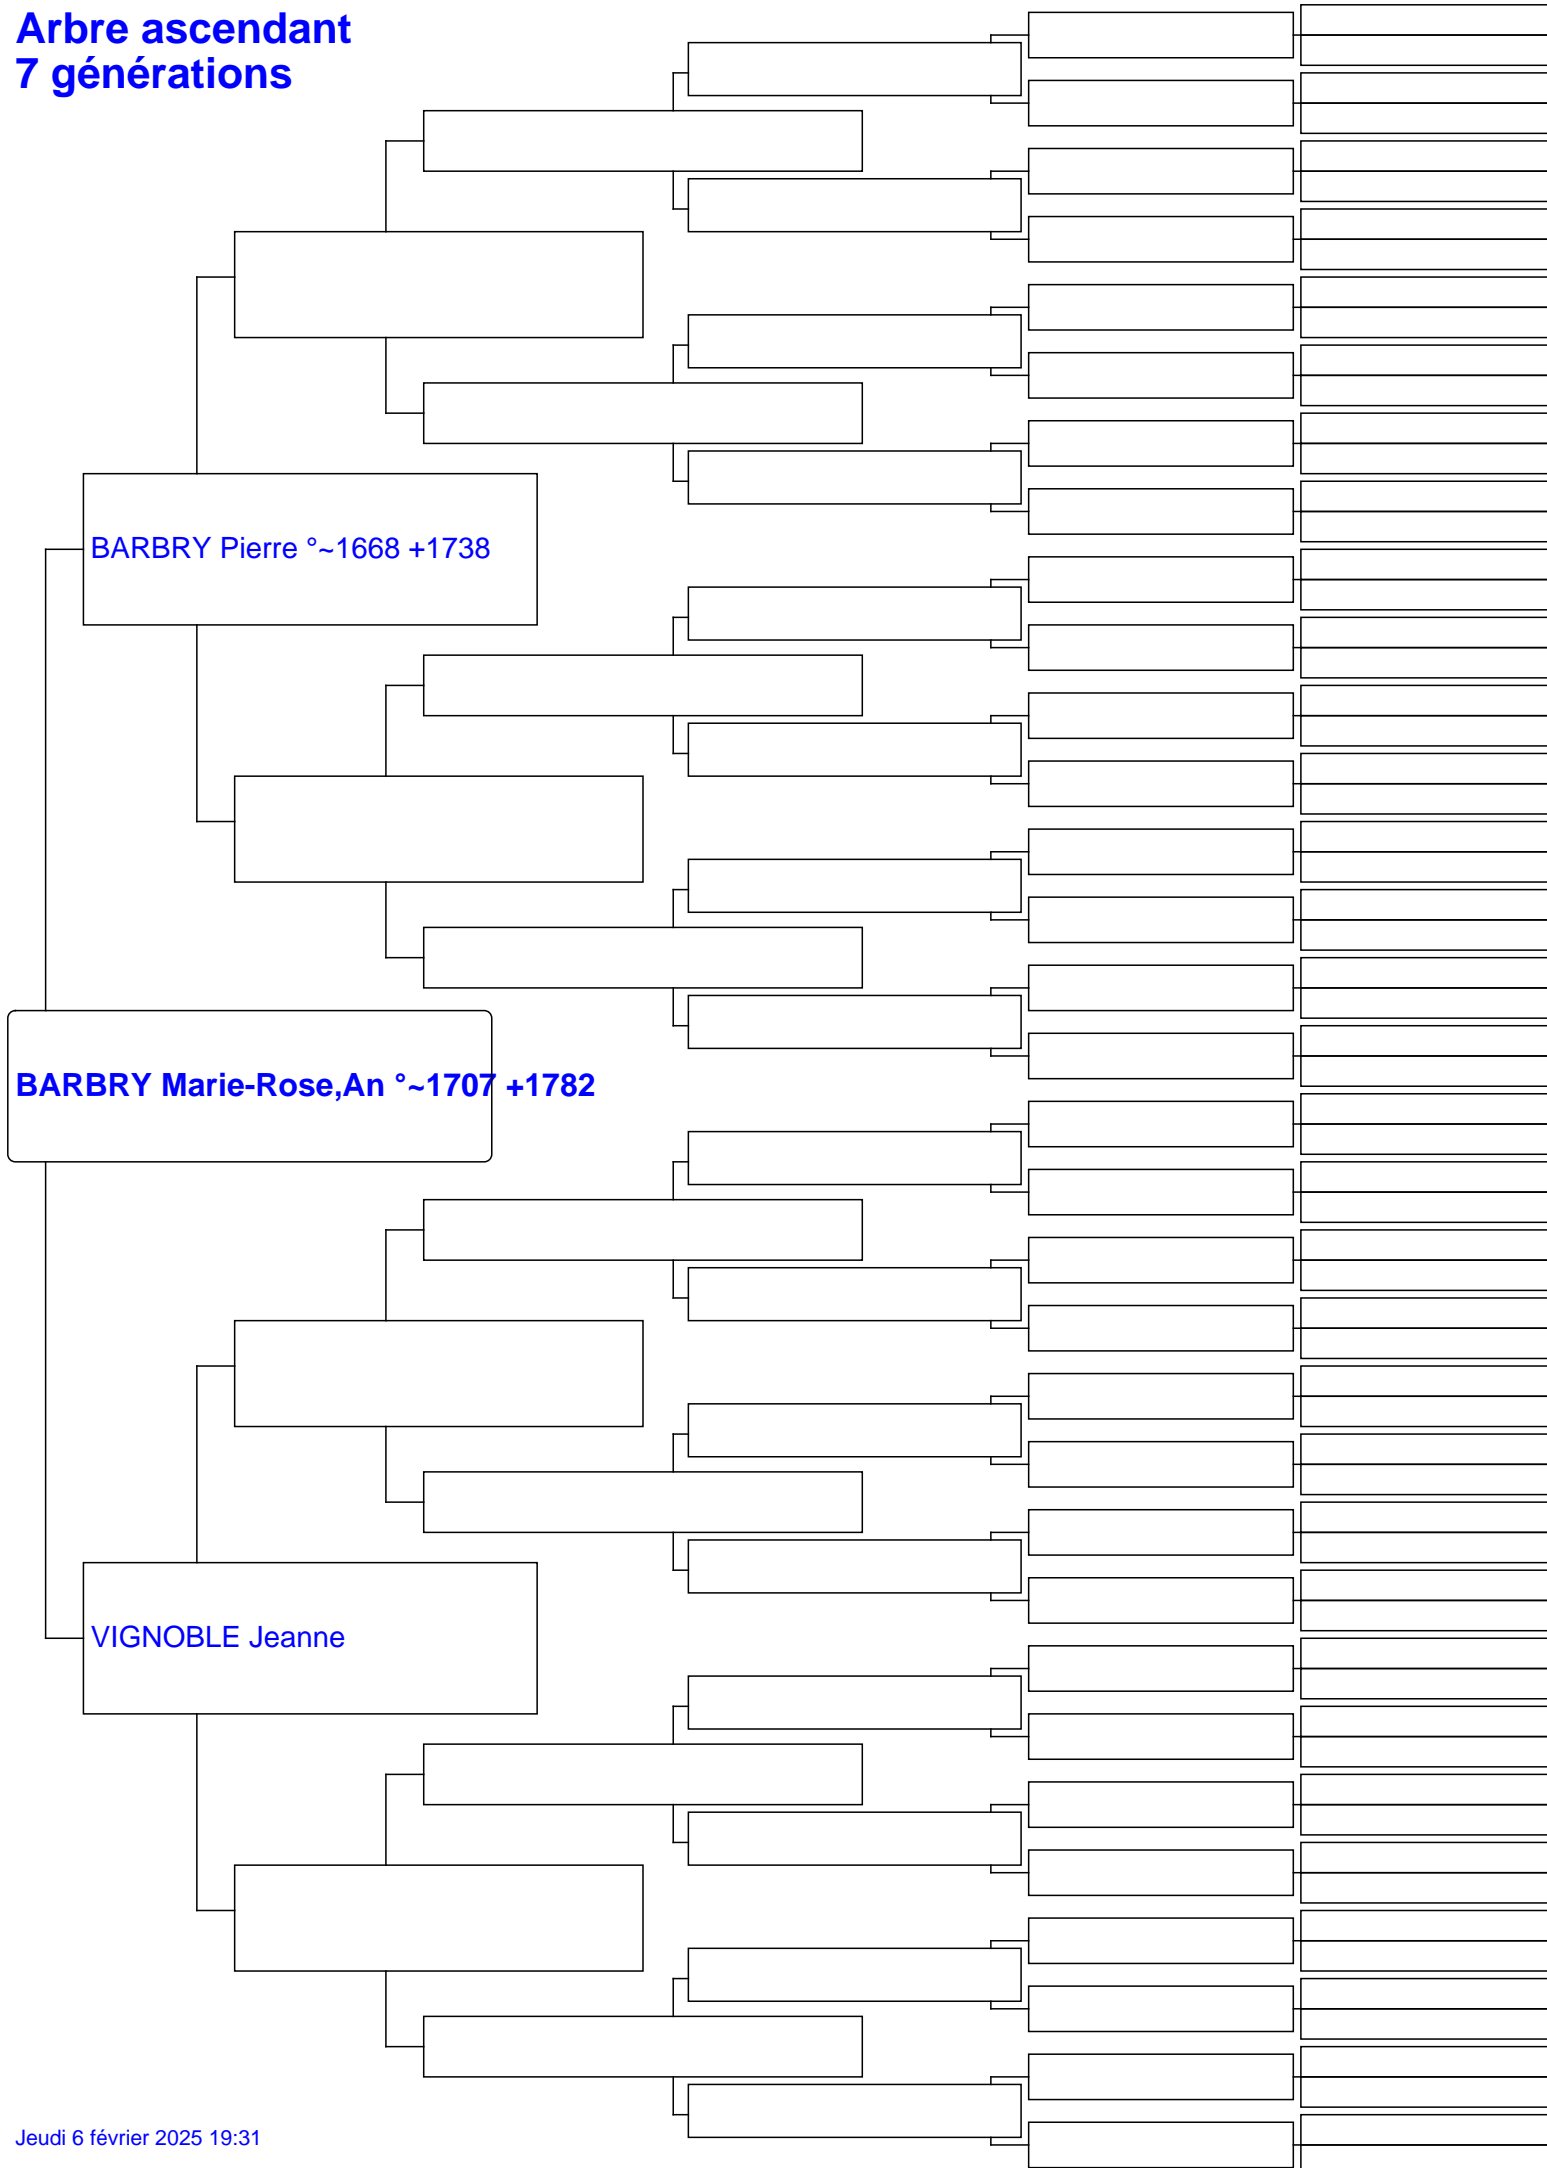 Arbre ascendant
7 générations
BARBRY Pierre °~1668 +1738
BARBRY Marie-Rose,An °~1707 +1782
VIGNOBLE Jeanne
Jeudi 6 février 2025 19:31